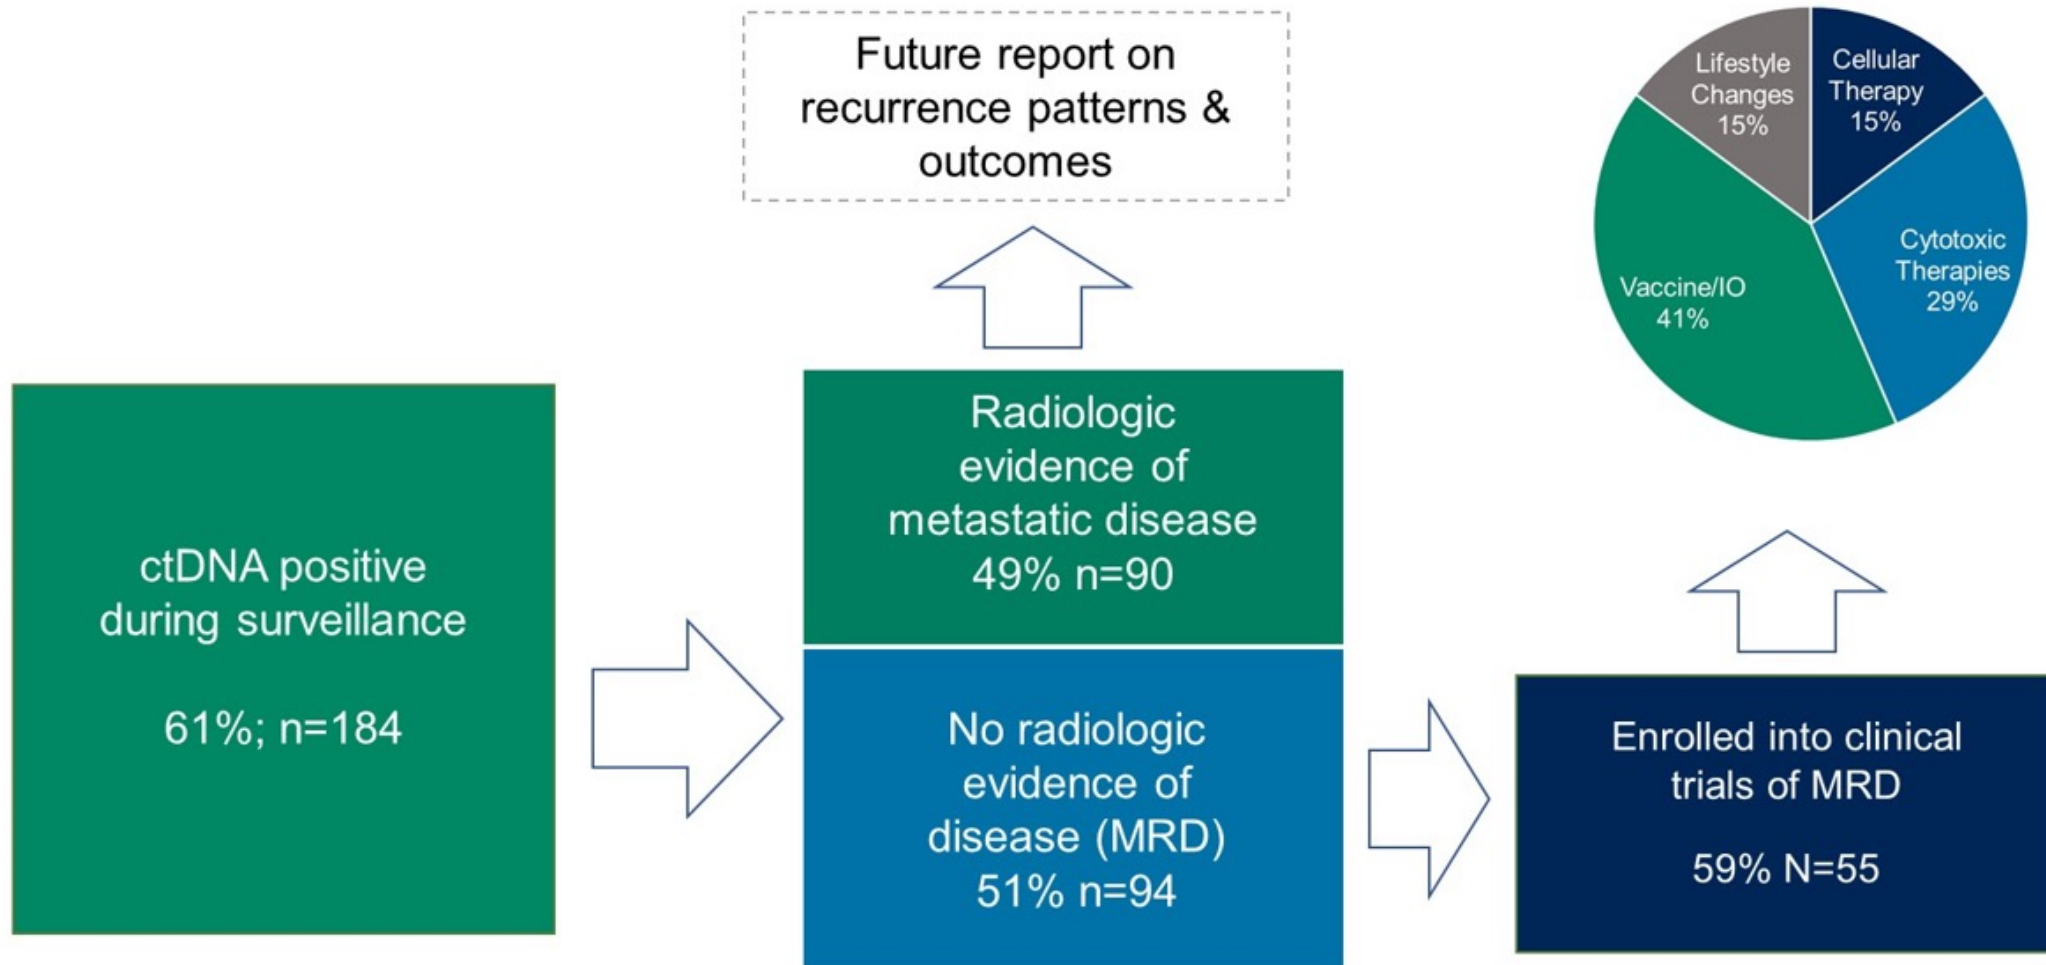 Future report on
recurrence patterns &
outcomes
Lifestyle
Changes
15%
Cellular
Therapy
15%
Cytotoxic
Therapies
29%
Vaccine/IO
41%
ctDNA positive
during surveillance
61%; n=184
Radiologic
evidence of
metastatic disease
49% n=90
No radiologic
evidence of
disease (MRD)
51% n=94
Enrolled into clinical
trials of MRD
59% N=55